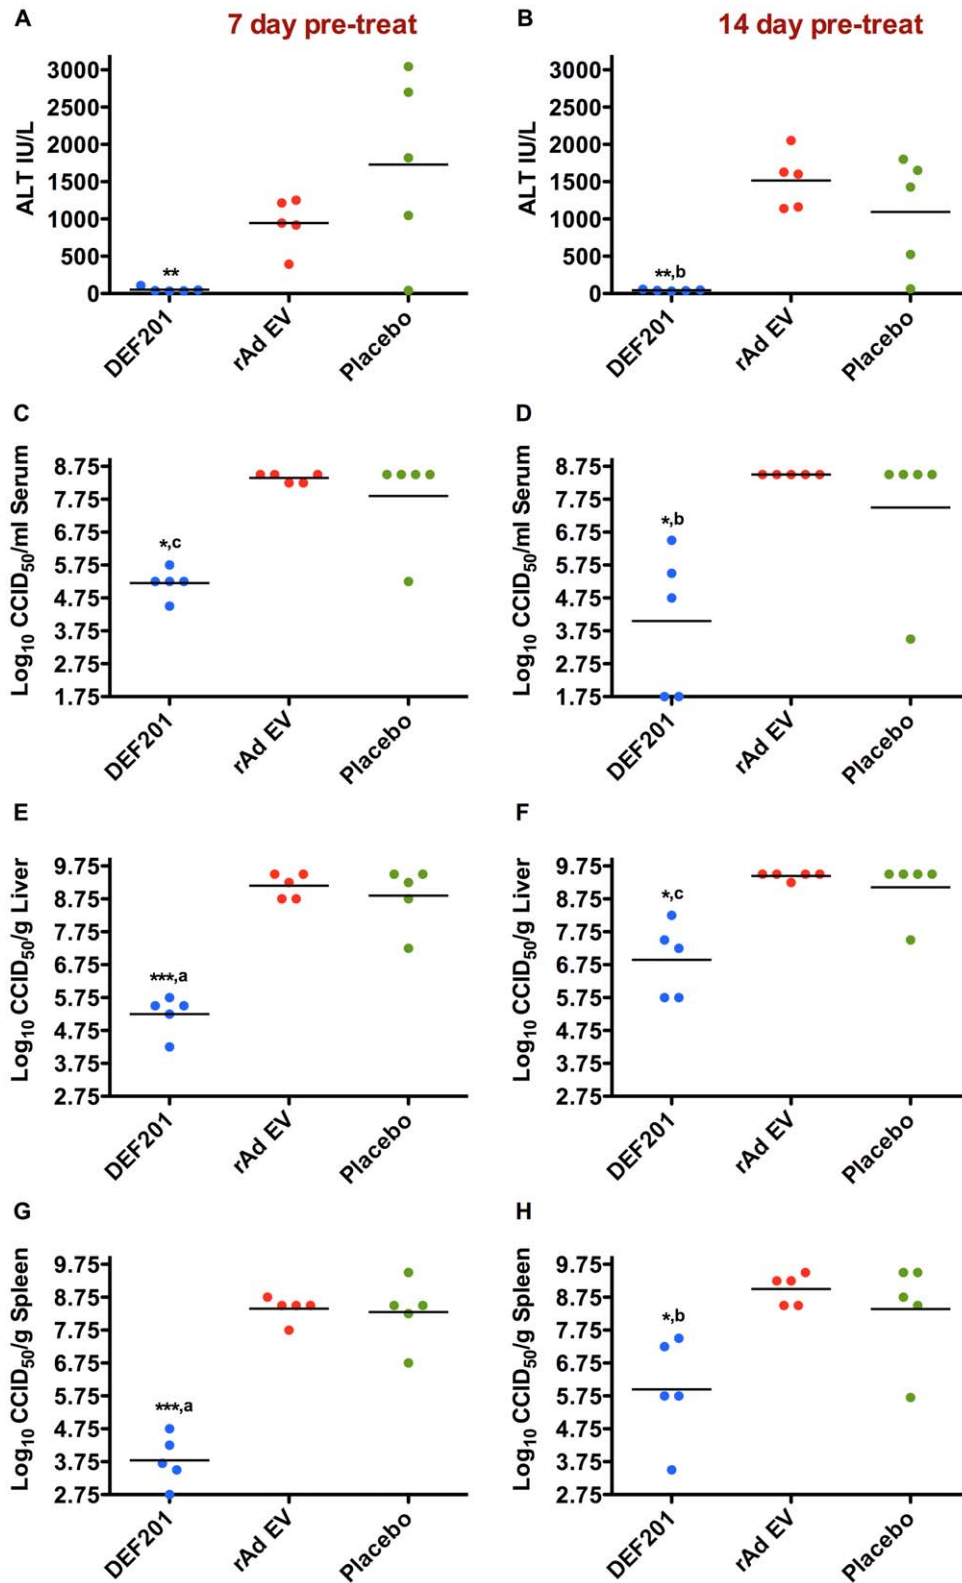 A
7 day pre-treat
ALT IU/L
3000
2500
2000
1500
1000
500
0
**
DEF201
rAd EV
Placebo
B
14 day pre-treat
ALT IU/L
3000
2500
2000
1500
1000
500
0
**,b
DEF201
rAd EV
Placebo
C
Log10 CCID50/ml Serum
8.75
7.75
6.75
5.75
4.75
3.75
2.75
1.75
*,c
DEF201
rAd EV
Placebo
D
Log10 CCID50/ml Serum
8.75
7.75
6.75
5.75
4.75
3.75
2.75
1.75
*,b
DEF201
rAd EV
Placebo
E
Log10 CCID50/g Liver
9.75
8.75
7.75
6.75
5.75
4.75
3.75
2.75
***,a
DEF201
rAd EV
Placebo
F
Log10 CCID50/g Liver
9.75
8.75
7.75
6.75
5.75
4.75
3.75
2.75
*,c
DEF201
rAd EV
Placebo
G
Log10 CCID50/g Spleen
9.75
8.75
7.75
6.75
5.75
4.75
3.75
2.75
***,a
DEF201
rAd EV
Placebo
H
Log10 CCID50/g Spleen
9.75
8.75
7.75
6.75
5.75
4.75
3.75
2.75
*,b
DEF201
rAd EV
Placebo